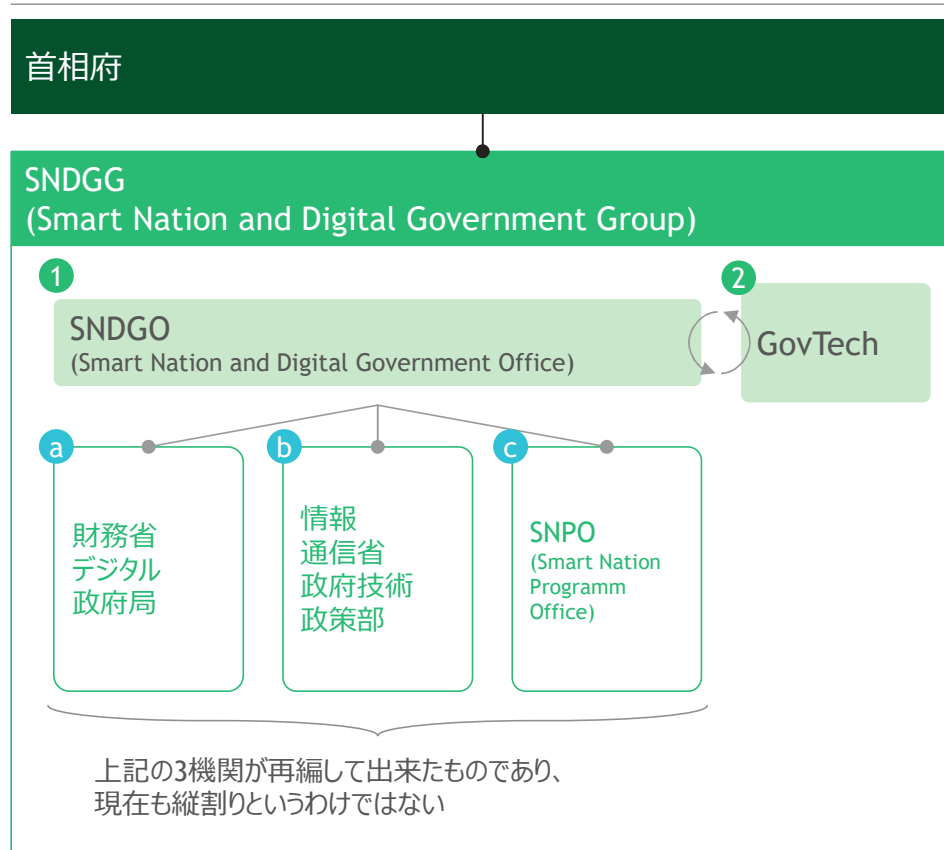 首相府
SNDGG
(Smart Nation and Digital Government Group)
1
SNDGO
(Smart Nation and Digital Government Office)
2
GovTech
a
財務省
デジタル
政府局
b
情報
通信省
政府技術
政策部
c
SNPO
(Smart Nation
Programm
Office)
上記の3機関が再編して出来たものであり、
現在も縦割りというわけではない